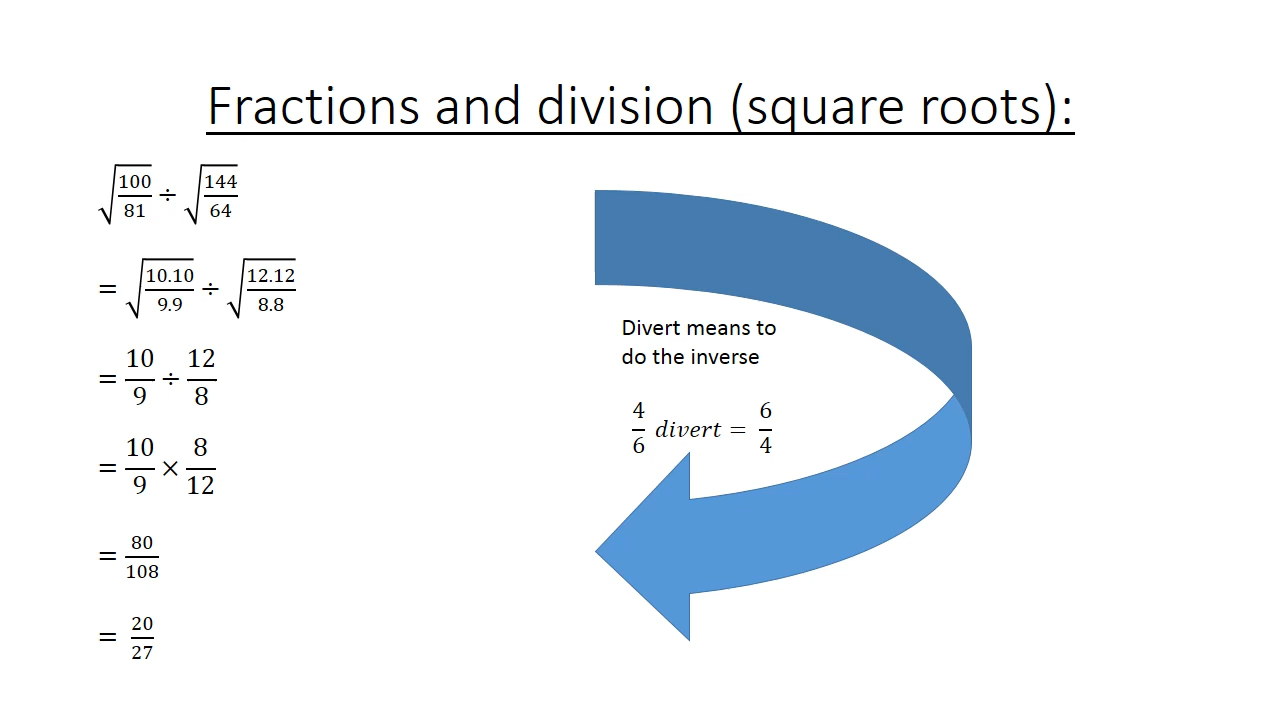 Fractions and division (square roots):
√(100/81) ÷ √(144/64)
= √(10.10/9.9) ÷ √(12.12/8.8)
= 10/9 ÷ 12/8
= 10/9 × 8/12
= 80/108
= 20/27
Divert means to
do the inverse
4/6 divert = 6/4